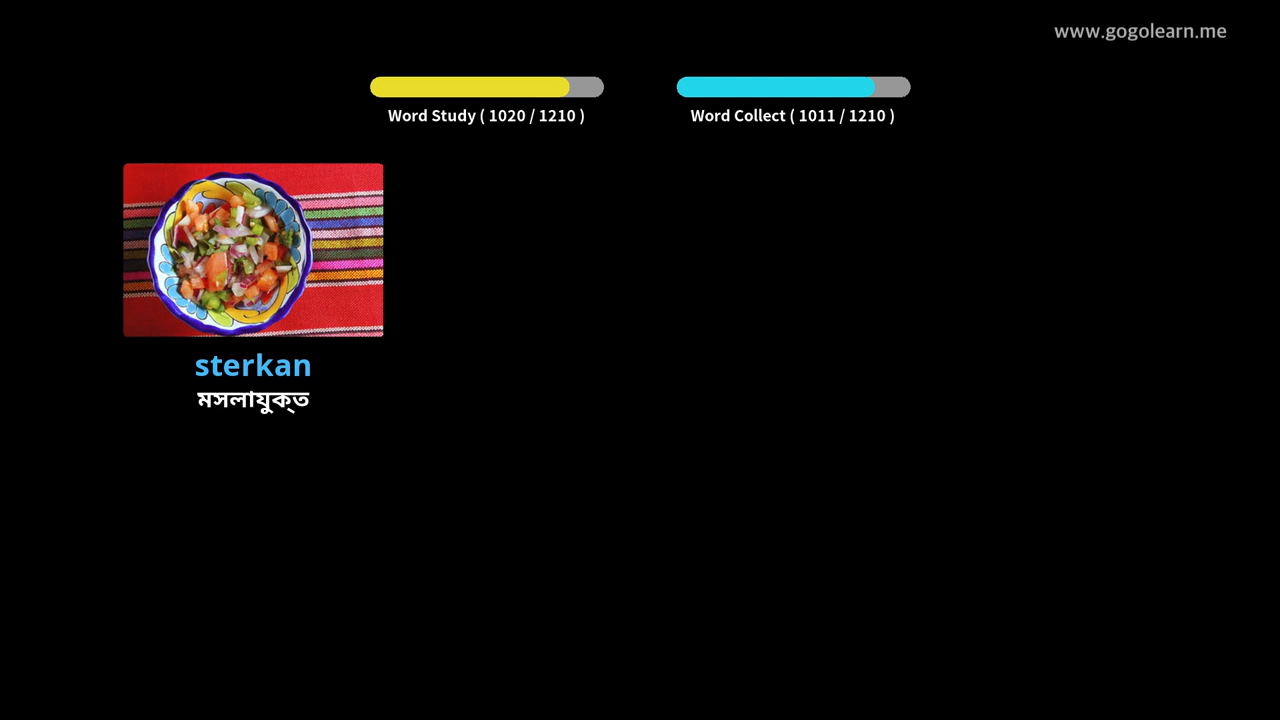 www.gogolearn.me
Word Study ( 1020 / 1210 )
Word Collect ( 1011 / 1210 )
sterkan
মসলাযুক্ত